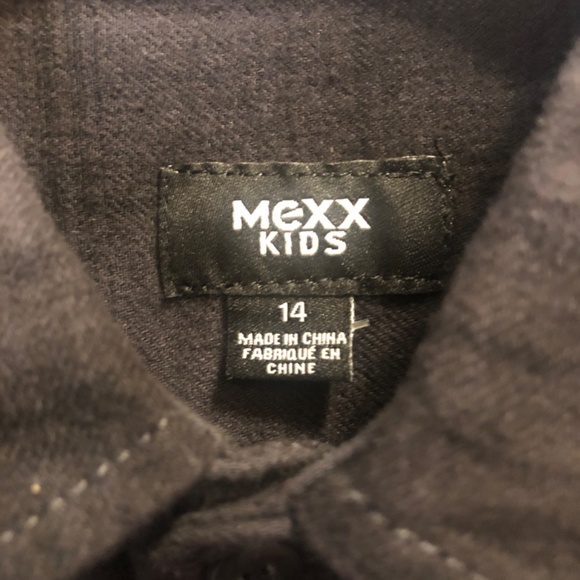 MEXX
KIDS
14
MADE IN CHINA
FABRIQUÉ EN
CHINE